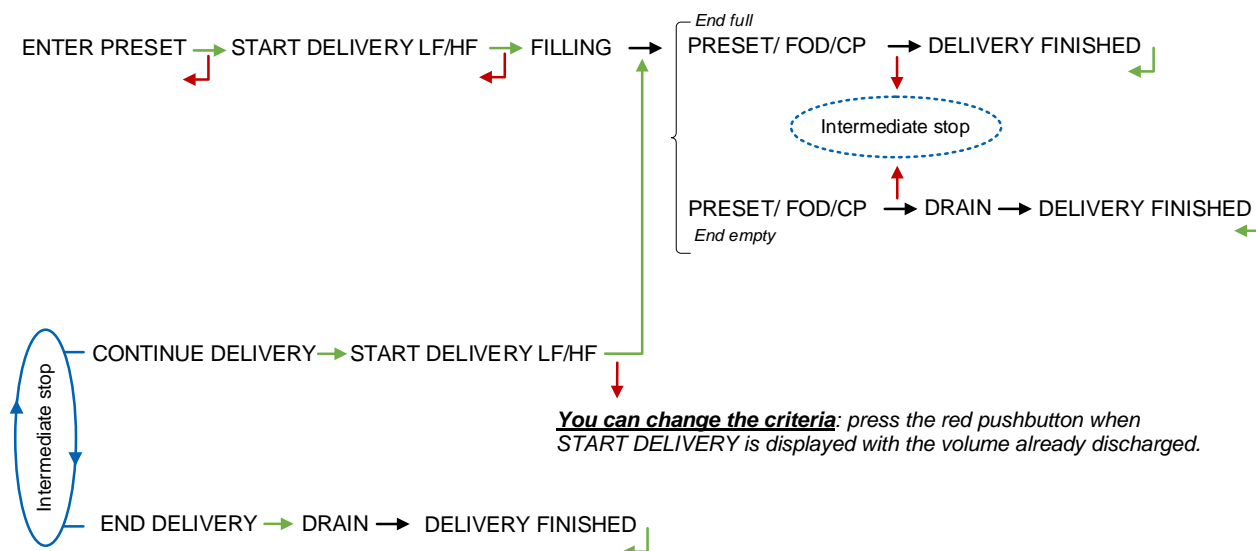 End full
ENTER PRESET START DELIVERY LF/HF FILLING PRESET/ FOD/CP DELIVERY FINISHED
Intermediate stop
PRESET/ FOD/CP DRAIN DELIVERY FINISHED
End empty
Intermediate stop
CONTINUE DELIVERY START DELIVERY LF/HF
You can change the criteria: press the red pushbutton when
START DELIVERY is displayed with the volume already discharged.
END DELIVERY DRAIN DELIVERY FINISHED